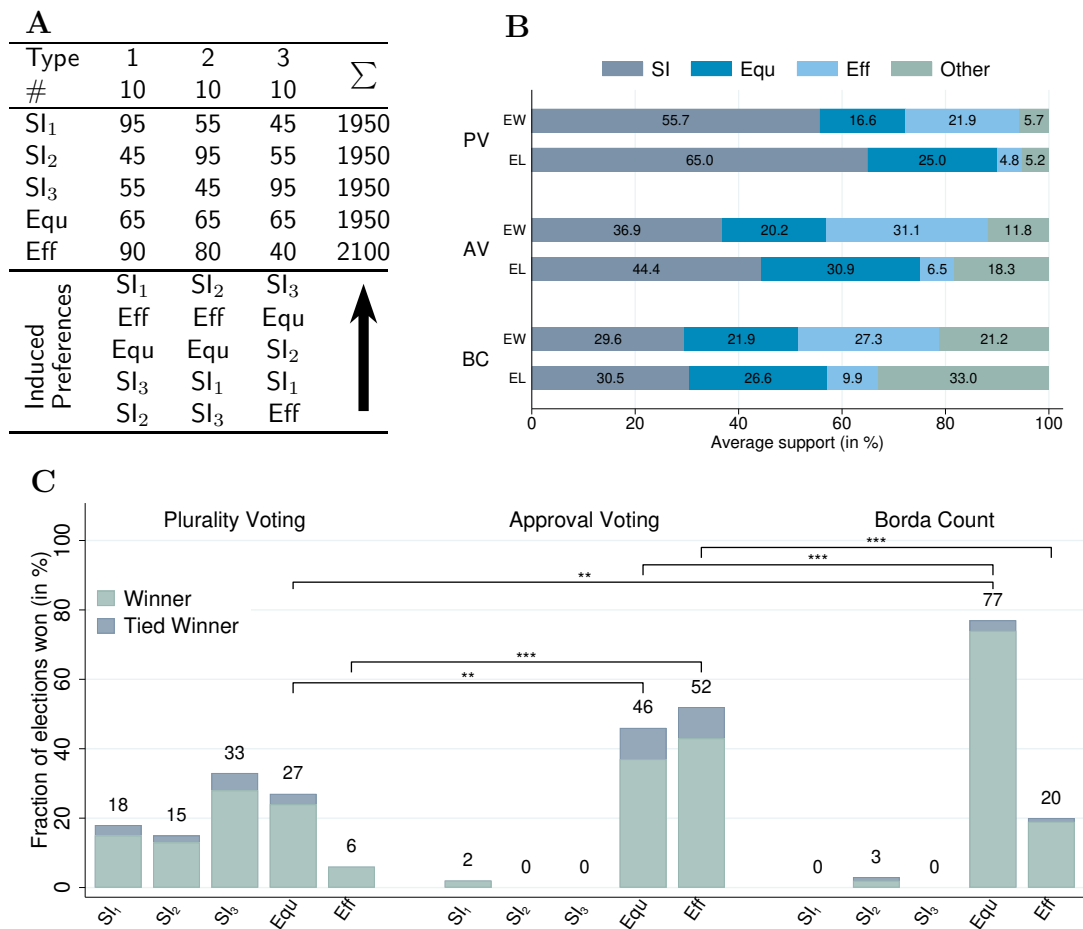 A
Type 1 2 3 ∑
# 10 10 10
SI₁ 95 55 45 1950
SI₂ 45 95 55 1950
SI₃ 55 45 95 1950
Equ 65 65 65 1950
Eff 90 80 40 2100
Induced Preferences
SI₁ SI₂ SI₃
Eff Eff Equ
Equ Equ SI₂
SI₃ SI₁ SI₁
SI₂ SI₃ Eff
B
SI Equ Eff Other
PV
EW 55.7 16.6 21.9 5.7
EL 65.0 25.0 4.8 5.2
AV
EW 36.9 20.2 31.1 11.8
EL 44.4 30.9 6.5 18.3
BC
EW 29.6 21.9 27.3 21.2
EL 30.5 26.6 9.9 33.0
0 20 40 60 80 100
Average support (in %)
C
Plurality Voting Approval Voting Borda Count
Fraction of elections won (in %)
100
80
60
40
20
0
Winner
Tied Winner
***
***
**
***
**
18 15 33 27 6
2 0 0 46 52
0 3 0 77 20
SI₁ SI₂ SI₃ Equ Eff SI₁ SI₂ SI₃ Equ Eff SI₁ SI₂ SI₃ Equ Eff